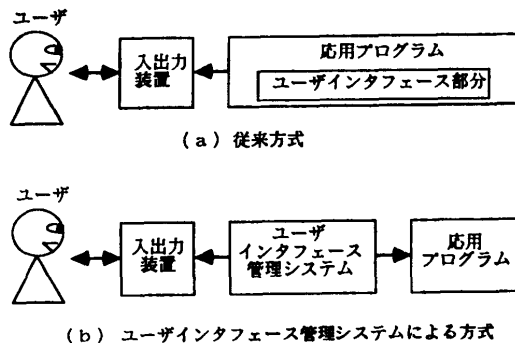 ユーザ
入出力
装置
応用プログラム
ユーザインタフェース部分
(a) 従来方式
ユーザ
入出力
装置
ユーザ
インタフェース
管理システム
応用
プログラム
(b) ユーザインタフェース管理システムによる方式